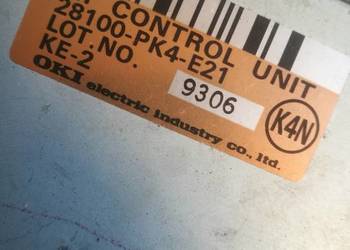 CONTROL UNIT
28100-PK4-E21
LOT.NO. 9306
KE-2 K4N
OKI electric industry co., ltd.